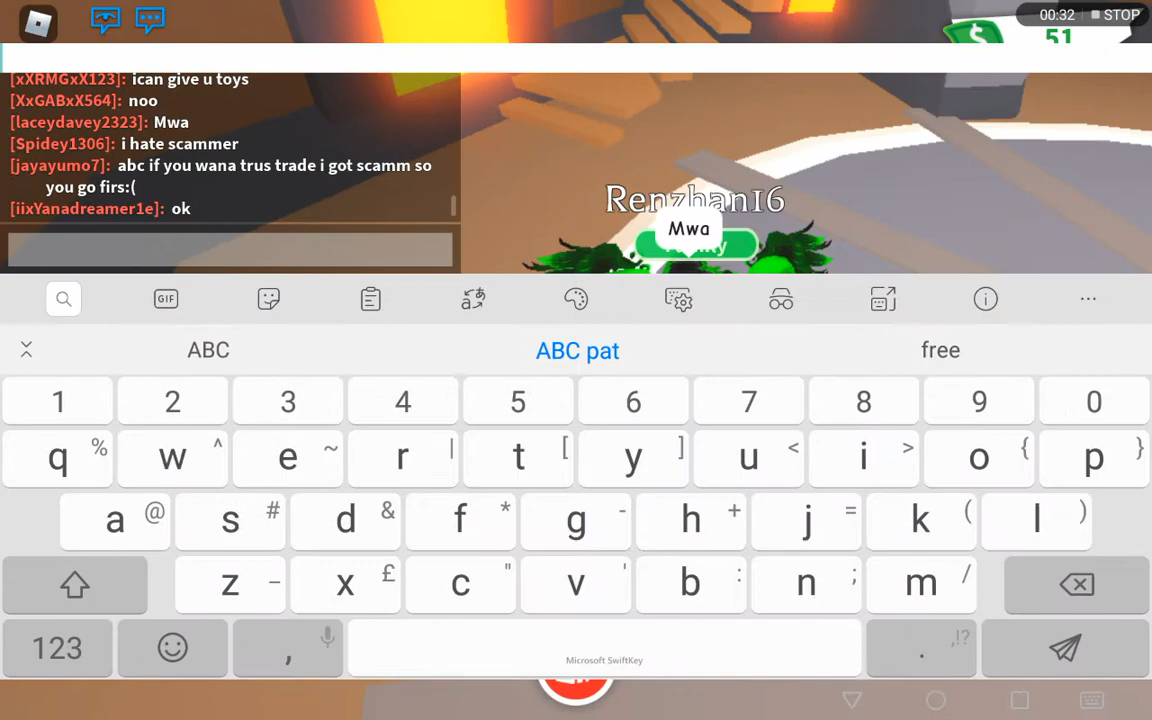 00:32 STOP
51
[xXRMGxX123]: ican give u toys
[XxGABxX564]: noo
[laceydavey2323]: Mwa
[Spidey1306]: i hate scammer
[jayayumo7]: abc if you wana trus trade i got scamm so
you go firs:(
[iixYanadreamer1e]: ok
Renzhan16
Mwa
GIF
ABC ABC pat free
1 2 3 4 5 6 7 8 9 0
q % w ^ e ~ r | t [ y ] u < i > o { p }
a @ s # d & f * g - h + j = k ( l )
z _ x £ c " v ' b : n ; m /
123 , Microsoft SwiftKey . ,!?